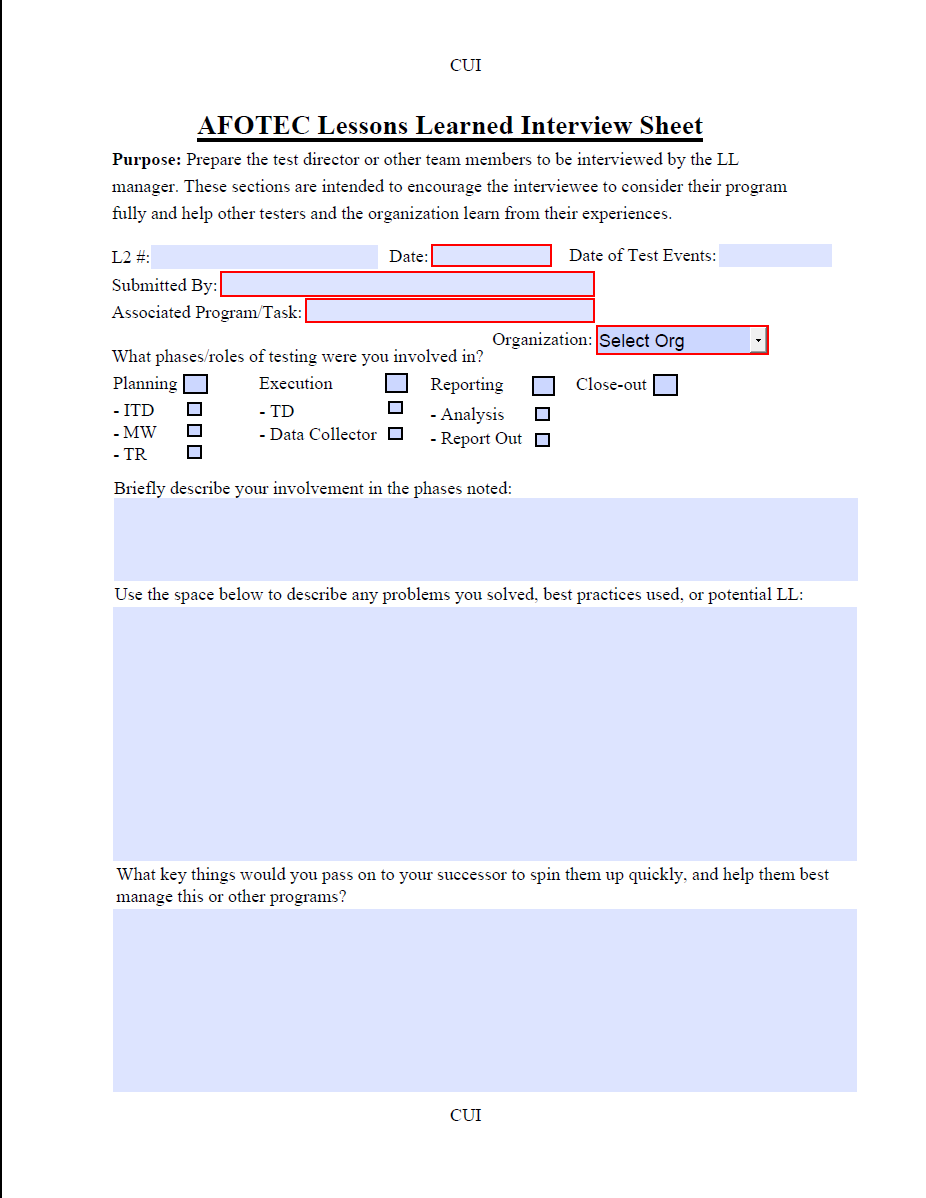 CUI
AFOTEC Lessons Learned Interview Sheet
Purpose: Prepare the test director or other team members to be interviewed by the LL
manager. These sections are intended to encourage the interviewee to consider their program
fully and help other testers and the organization learn from their experiences.
L2 #: Date: Date of Test Events:
Submitted By:
Associated Program/Task:
Organization: Select Org
What phases/roles of testing were you involved in?
Planning Execution Reporting Close-out
- ITD - TD - Analysis
- MW - Data Collector - Report Out
- TR
Briefly describe your involvement in the phases noted:
Use the space below to describe any problems you solved, best practices used, or potential LL:
What key things would you pass on to your successor to spin them up quickly, and help them best
manage this or other programs?
CUI